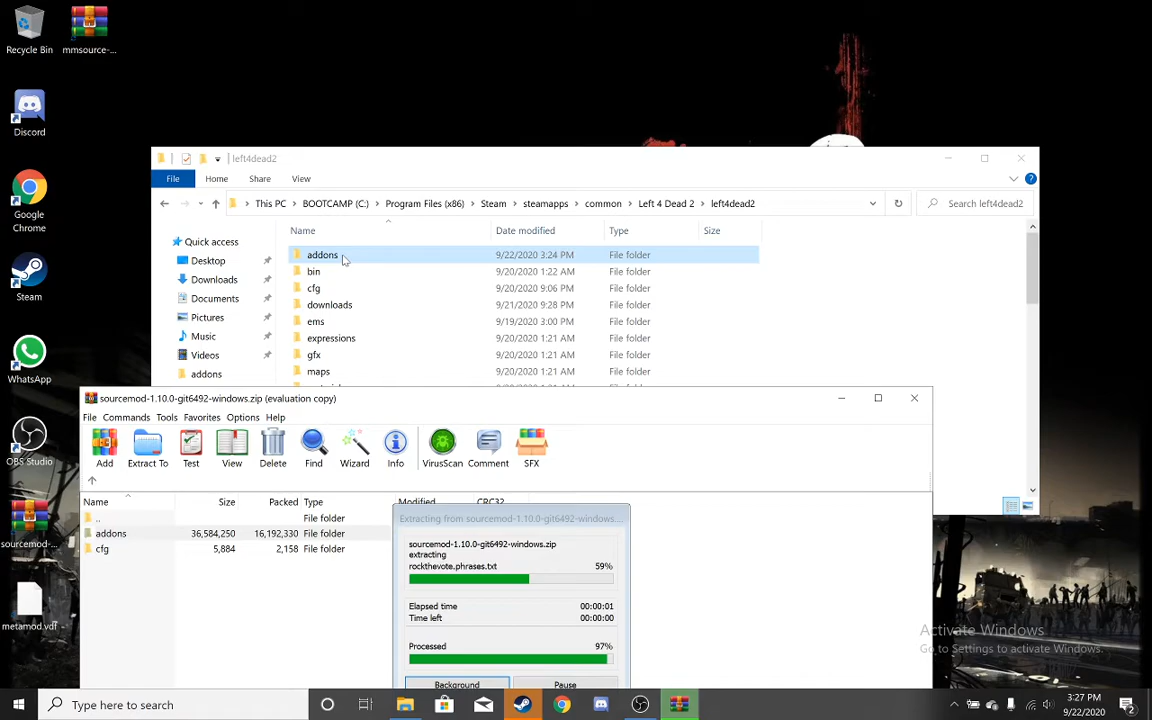 Recycle Bin
mmsource-...
Discord
Google
Chrome
Steam
WhatsApp
OBS Studio
sourcemod-...
metamod.vdf
left4dead2
File
Home
Share
View
This PC
BOOTCAMP (C:)
Program Files (x86)
Steam
steamapps
common
Left 4 Dead 2
left4dead2
Search left4dead2
Name
Date modified
Type
Size
Quick access
Desktop
Downloads
Documents
Pictures
Music
Videos
addons
addons 9/22/2020 3:24 PM File folder
bin 9/20/2020 1:22 AM File folder
cfg 9/20/2020 9:06 PM File folder
downloads 9/21/2020 9:28 PM File folder
ems 9/19/2020 3:00 PM File folder
expressions 9/20/2020 1:21 AM File folder
gfx 9/20/2020 1:21 AM File folder
maps 9/20/2020 1:21 AM File folder
sourcemod-1.10.0-git6492-windows.zip (evaluation copy)
File Commands Tools Favorites Options Help
Add
Extract To
Test
View
Delete
Find
Wizard
Info
VirusScan
Comment
SFX
Name Size Packed Type Modified CRC32
.. File folder
addons 36,584,250 16,192,330 File folder
cfg 5,884 2,158 File folder
Extracting from sourcemod-1.10.0-git6492-windows....
sourcemod-1.10.0-git6492-windows.zip
extracting
rockthevote.phrases.txt 59%
Elapsed time 00:00:01
Time left 00:00:00
Processed 97%
Background
Pause
Activate Windows
Go to Settings to activate Windows.
Type here to search
3:27 PM
9/22/2020
2